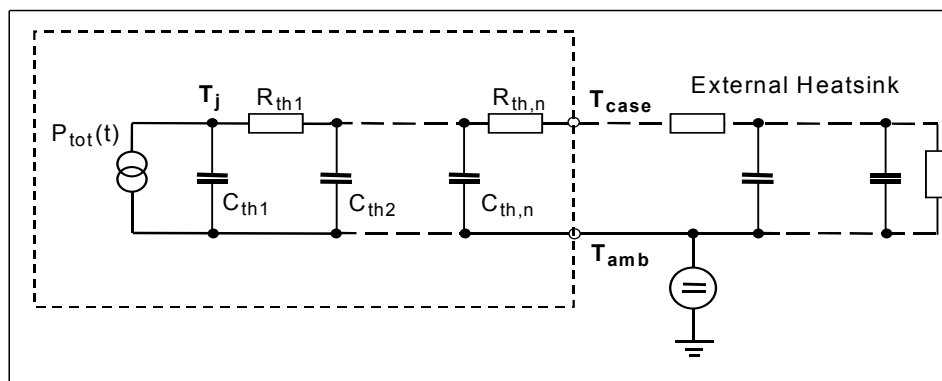 External Heatsink
T_j
R_th1
R_th,n
T_case
P_tot(t)
C_th1
C_th2
C_th,n
T_amb